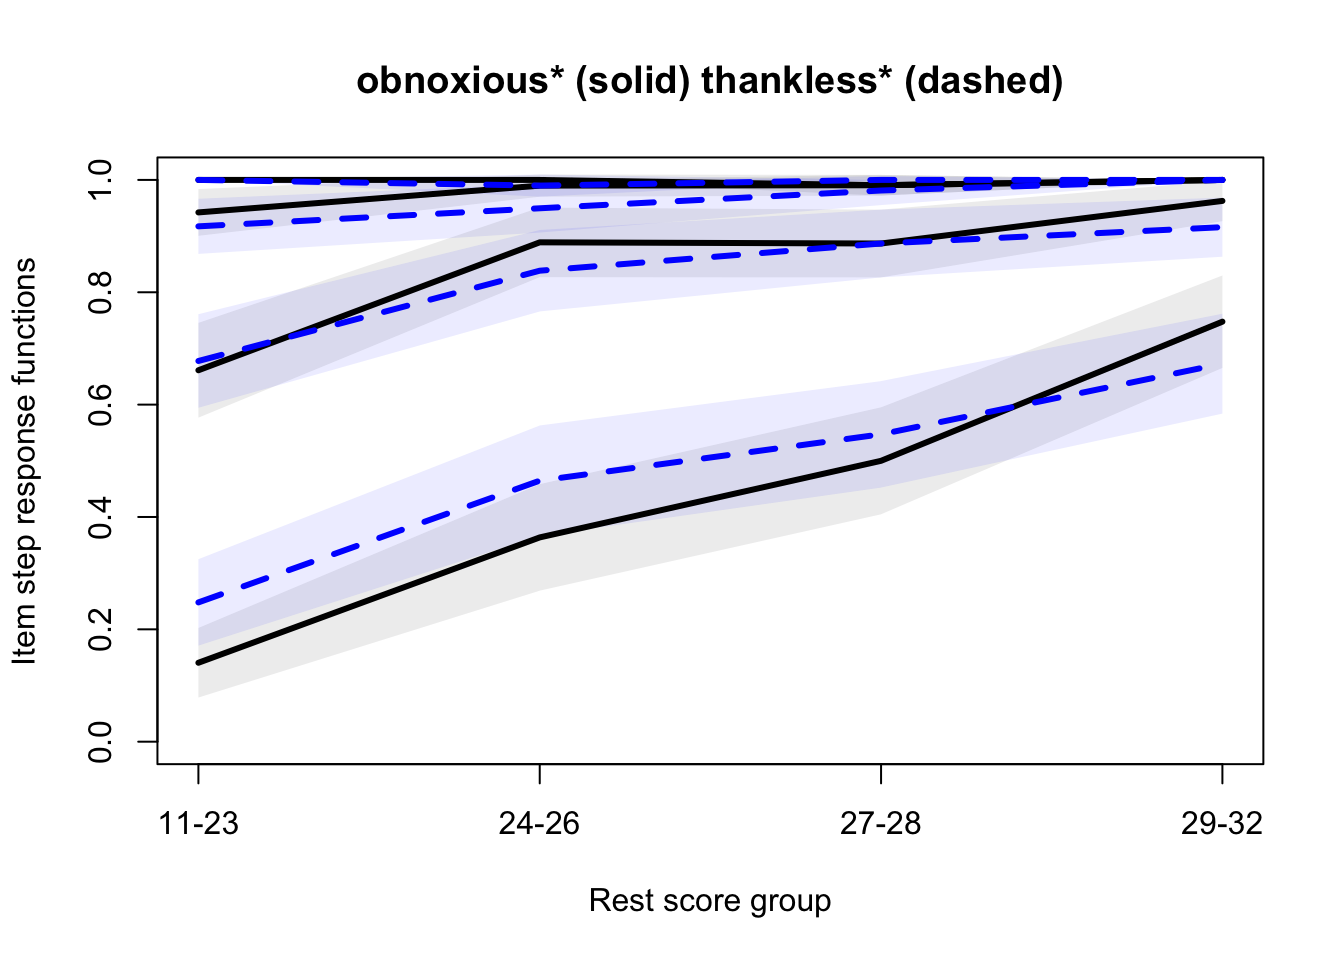 obnoxious* (solid) thankless* (dashed)
Item step response functions
1.0
0.8
0.6
0.4
0.2
0.0
11-23 24-26 27-28 29-32
Rest score group